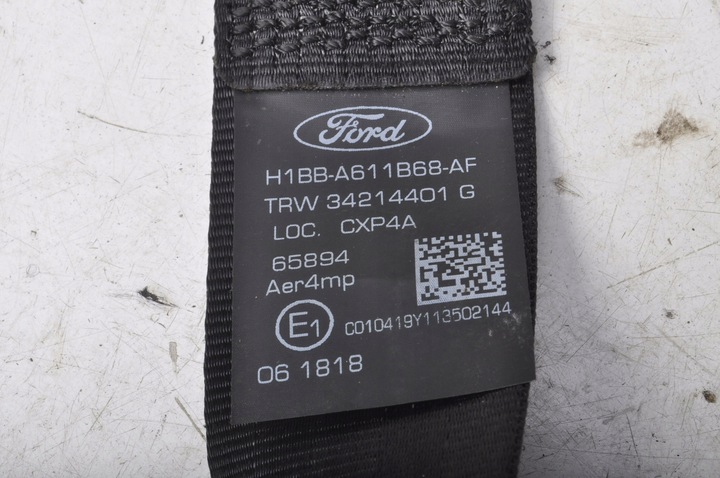 Ford
H1BB-A611B68-AF
TRW 34214401 G
LOC. CXP4A
65894
Aer4mp
E1
C010419Y113502144
06 1818